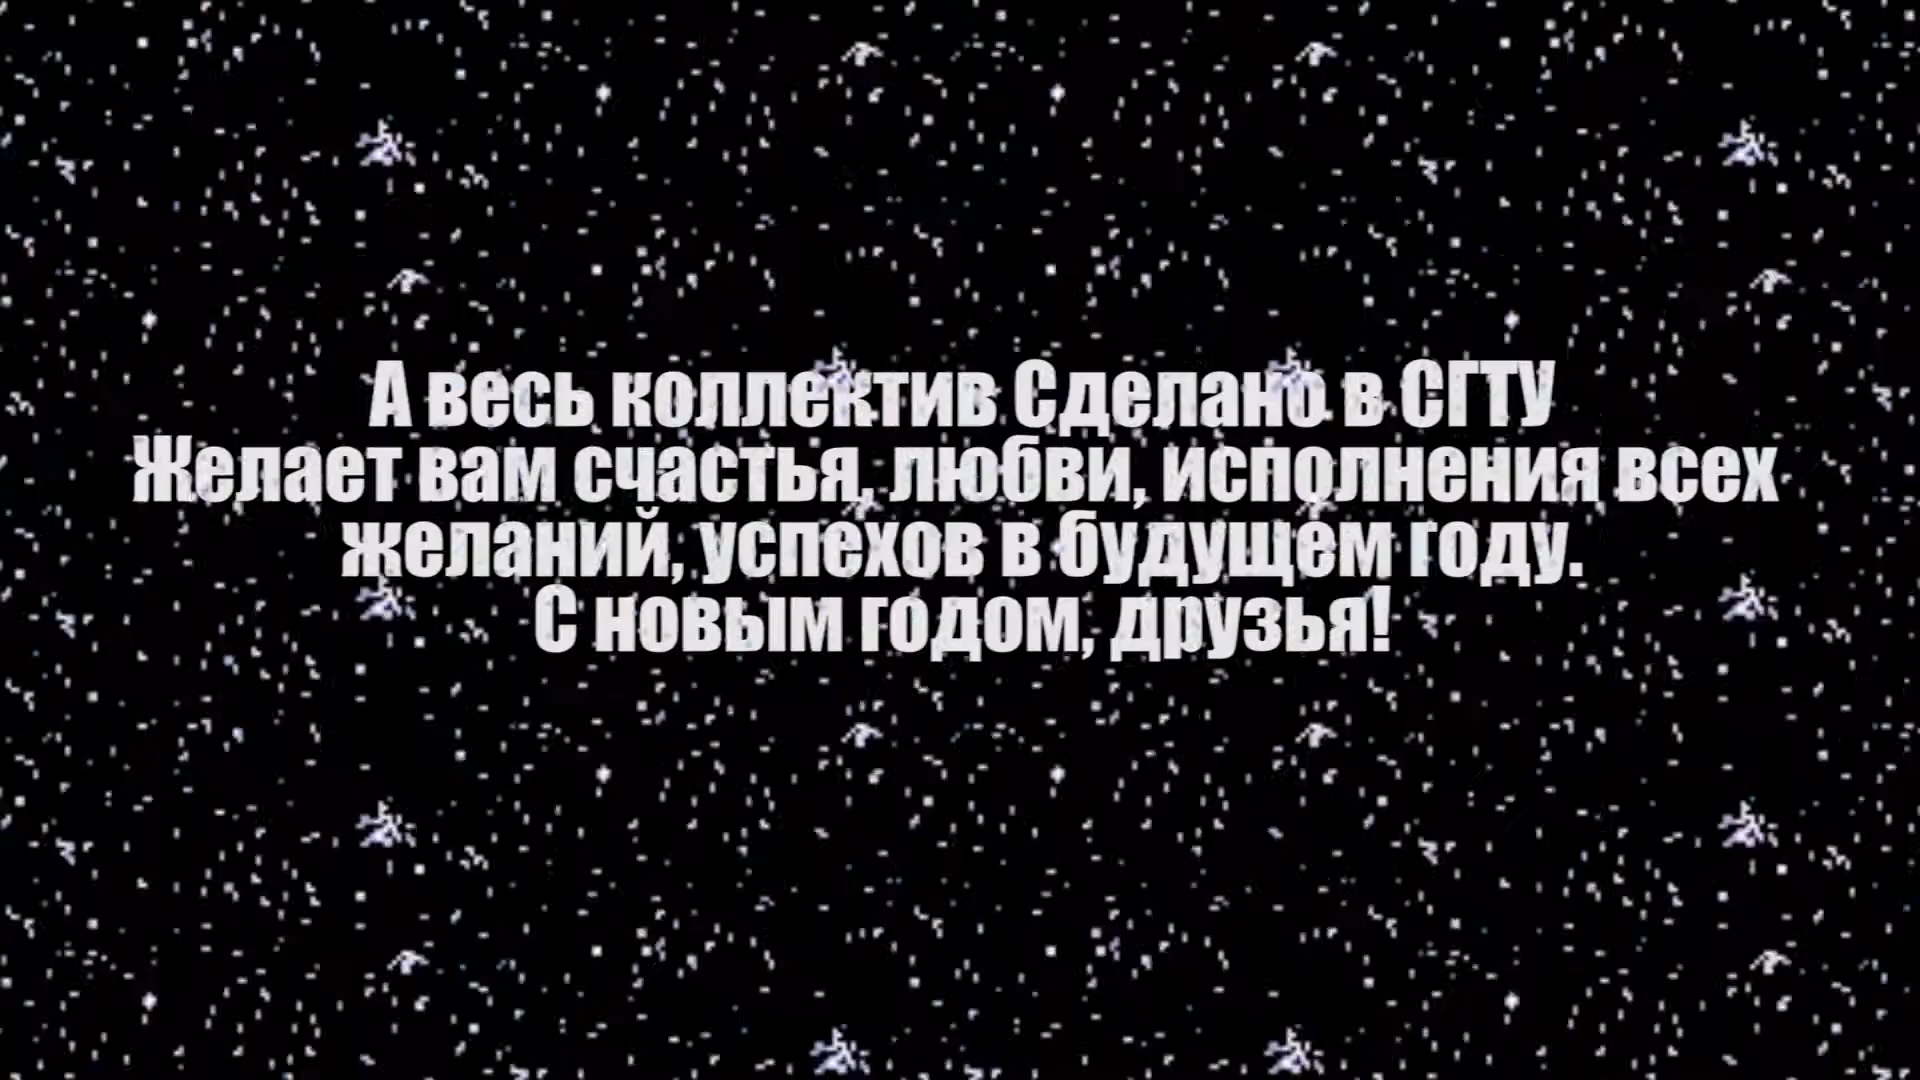 А весь коллектив Сделано в СГТУ
Желает вам счастья, любви, исполнения всех
желаний, успехов в будущем году.
С новым годом, друзья!